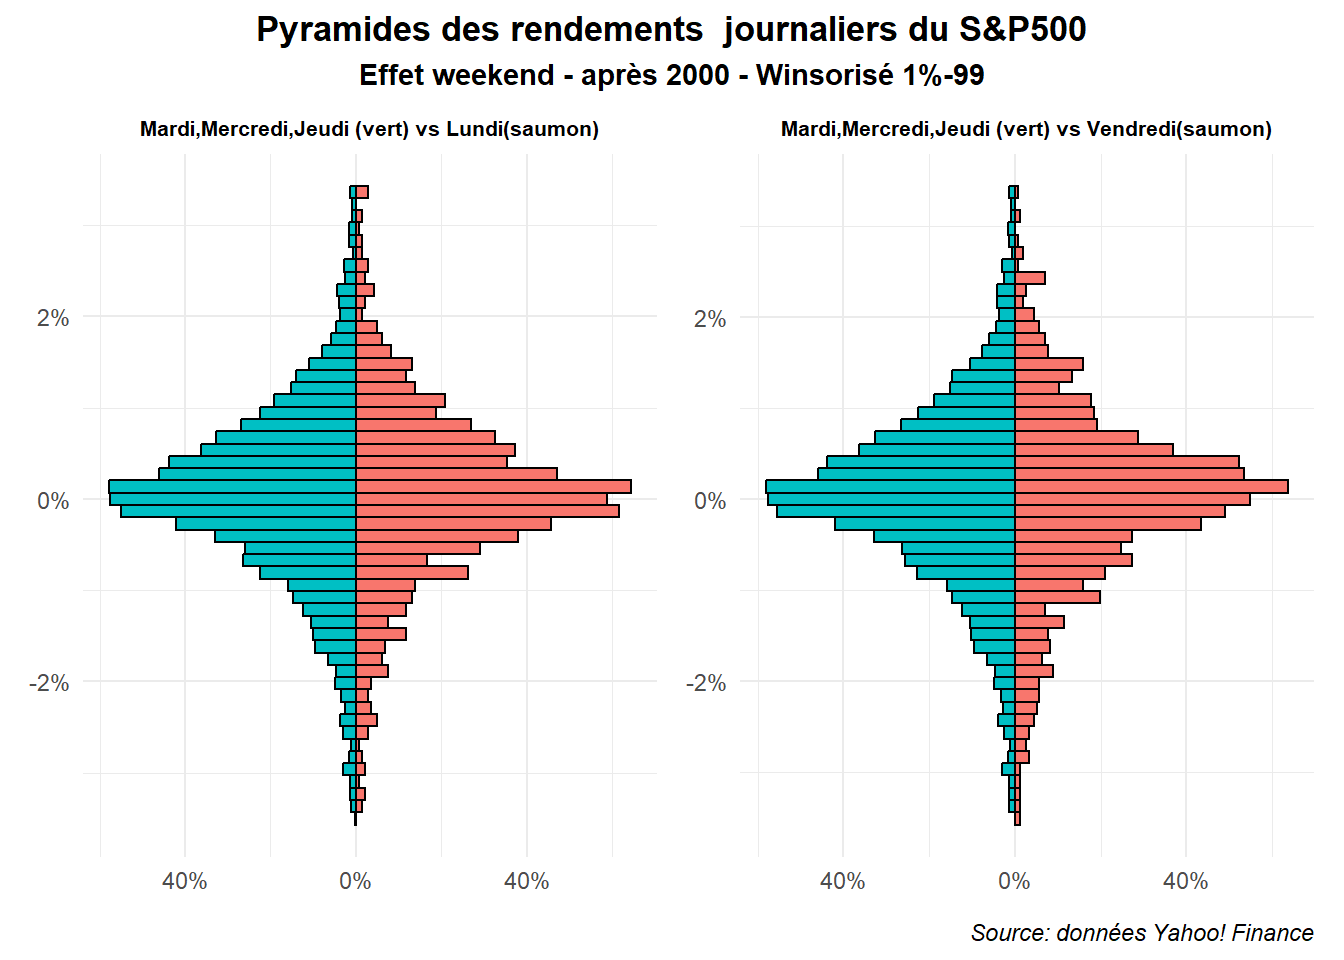 Pyramides des rendements  journaliers du S&P500
Effet weekend - après 2000 - Winsorisé 1%-99
Mardi,Mercredi,Jeudi (vert) vs Lundi(saumon)
2%
0%
-2%
40%
0%
40%
Mardi,Mercredi,Jeudi (vert) vs Vendredi(saumon)
2%
0%
-2%
40%
0%
40%
Source: données Yahoo! Finance